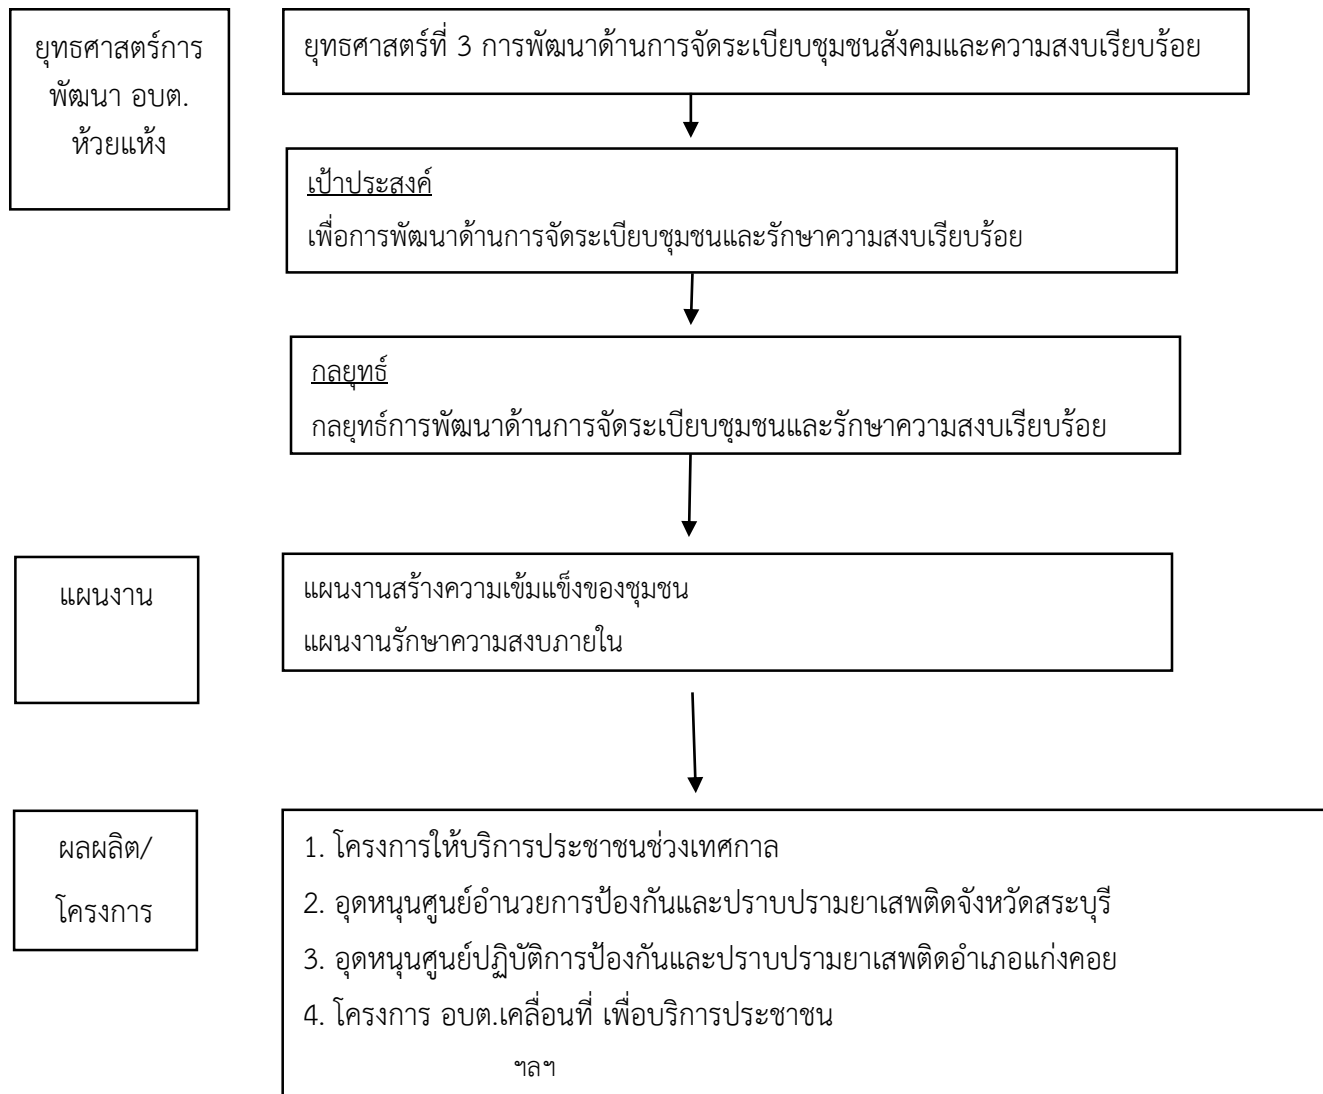 ยุทธศาสตร์การ
พัฒนา อบต.
ห้วยแห้ง
ยุทธศาสตร์ที่ 3 การพัฒนาด้านการจัดระเบียบชุมชนสังคมและความสงบเรียบร้อย
เป้าประสงค์
เพื่อการพัฒนาด้านการจัดระเบียบชุมชนและรักษาความสงบเรียบร้อย
กลยุทธ์
กลยุทธ์การพัฒนาด้านการจัดระเบียบชุมชนและรักษาความสงบเรียบร้อย
แผนงาน
แผนงานสร้างความเข้มแข็งของชุมชน
แผนงานรักษาความสงบภายใน
ผลผลิต/
โครงการ
1. โครงการให้บริการประชาชนช่วงเทศกาล
2. อุดหนุนศูนย์อำนวยการป้องกันและปราบปรามยาเสพติดจังหวัดสระบุรี
3. อุดหนุนศูนย์ปฏิบัติการป้องกันและปราบปรามยาเสพติดอำเภอแก่งคอย
4. โครงการ อบต.เคลื่อนที่ เพื่อบริการประชาชน
ฯลฯ